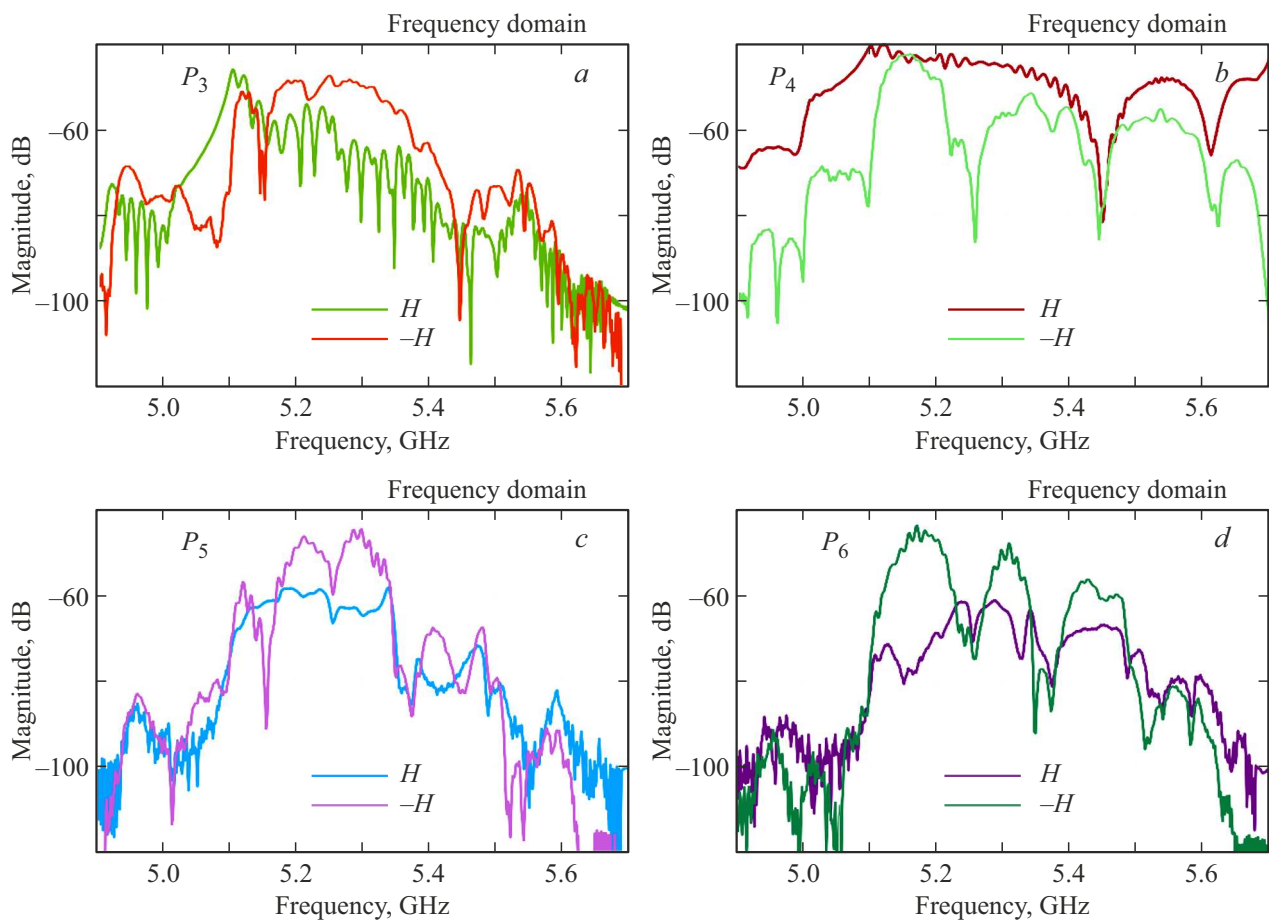 Frequency domain
P3
a
−60
−100
Magnitude, dB
H
−H
5.0 5.2 5.4 5.6
Frequency, GHz
Frequency domain
P4
b
−60
−100
Magnitude, dB
H
−H
5.0 5.2 5.4 5.6
Frequency, GHz
Frequency domain
P5
c
−60
−100
Magnitude, dB
H
−H
5.0 5.2 5.4 5.6
Frequency, GHz
Frequency domain
P6
d
−60
−100
Magnitude, dB
H
−H
5.0 5.2 5.4 5.6
Frequency, GHz